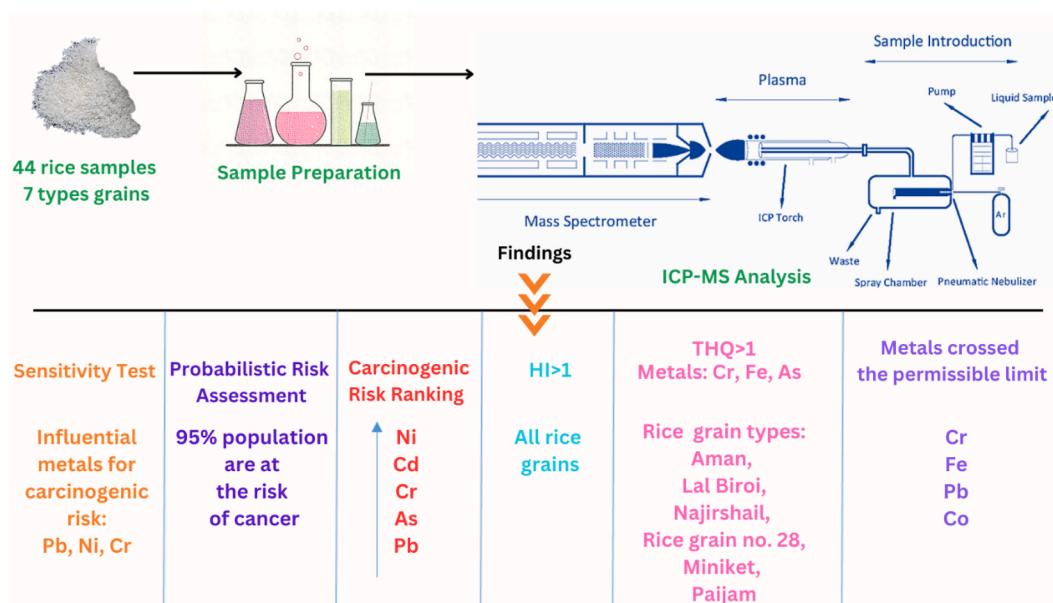 44 rice samples
7 types grains
Sample Preparation
Sample Introduction
Plasma
Pump
Liquid Sample
Mass Spectrometer
ICP Torch
Ar
Waste
Spray Chamber
Pneumatic Nebulizer
ICP-MS Analysis
Findings
Sensitivity Test
Influential
metals for
carcinogenic
risk:
Pb, Ni, Cr
Probabilistic Risk
Assessment
95% population
are at
the risk
of cancer
Carcinogenic
Risk Ranking
Ni
Cd
Cr
As
Pb
HI>1
All rice
grains
THQ>1
Metals: Cr, Fe, As
Rice grain types:
Aman,
Lal Biroi,
Najirshail,
Rice grain no. 28,
Miniket,
Paijam
Metals crossed
the permissible limit
Cr
Fe
Pb
Co